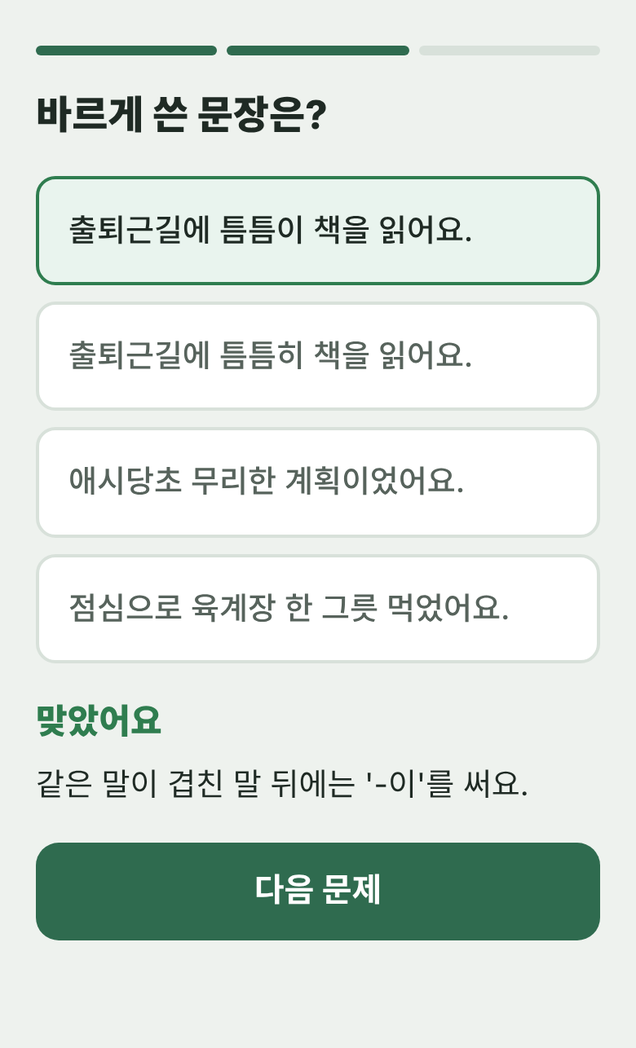 바르게 쓴 문장은?
출퇴근길에 틈틈이 책을 읽어요.
출퇴근길에 틈틈히 책을 읽어요.
애시당초 무리한 계획이었어요.
점심으로 육계장 한 그릇 먹었어요.
맞았어요
같은 말이 겹친 말 뒤에는 '-이'를 써요.
다음 문제